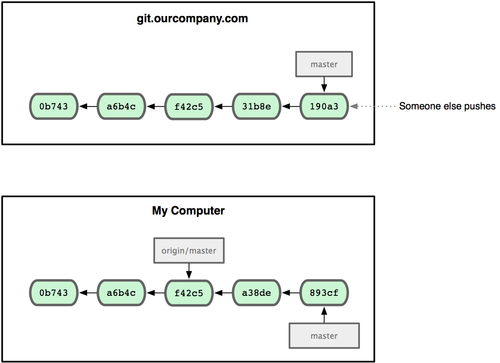 git.ourcompany.com
master
0b743 a6b4c f42c5 31b8e 190a3 Someone else pushes
My Computer
origin/master
0b743 a6b4c f42c5 a38de 893cf
master